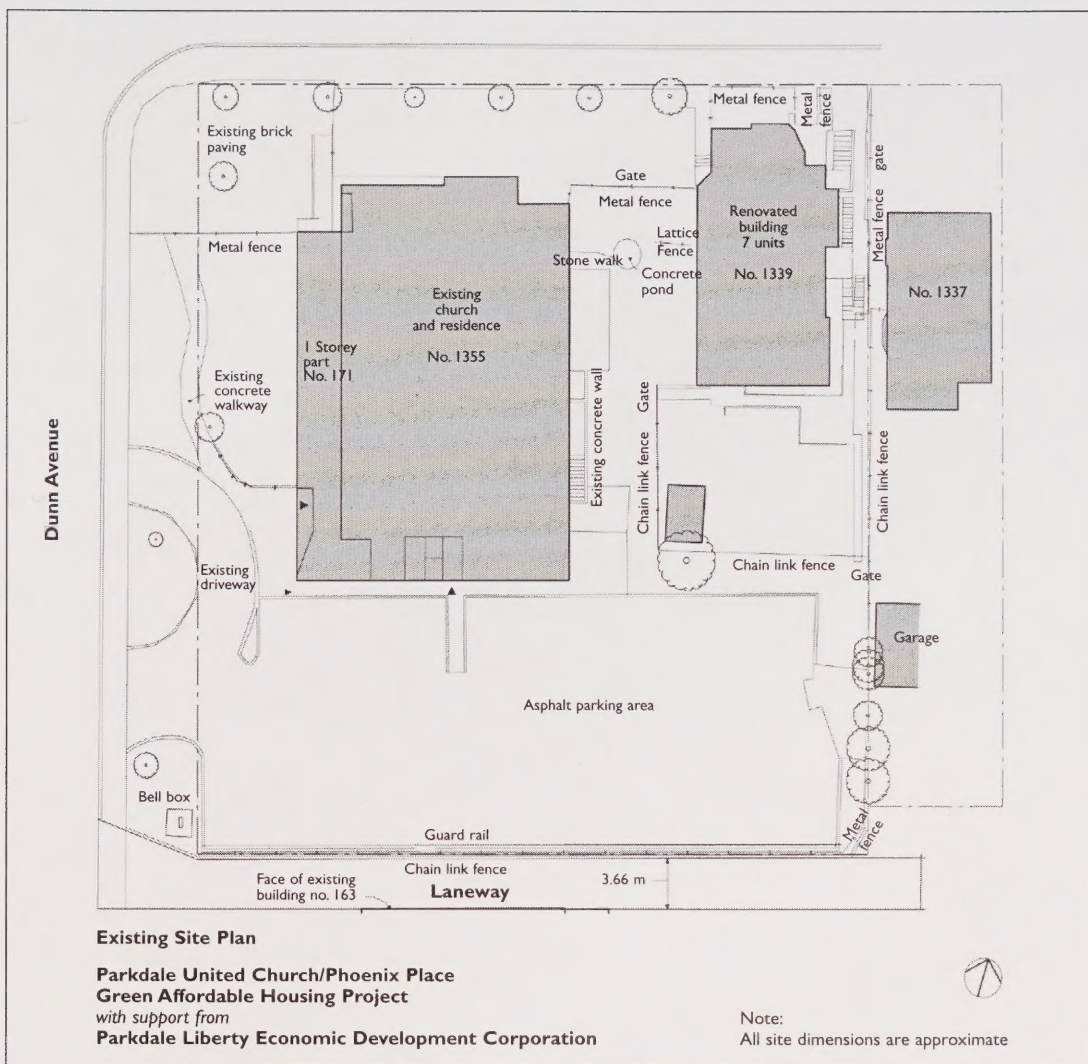 Metal fence
Metal
fence
Existing brick
paving
Gate
Metal fence
Metal fence
gate
Renovated
building
7 units
No. 1339
Lattice
Fence
Metal fence
Stone walk
Concrete
pond
No. 1337
Existing
church
and residence
No. 1355
1 Storey
part
No. 171
Existing
concrete
walkway
Existing concrete wall
Gate
Chain link fence
Chain link fence
Dunn Avenue
Existing
driveway
Chain link fence
Gate
Garage
Asphalt parking area
Bell box
Guard rail
Metal
fence
Chain link fence
Face of existing
building no. 163
Laneway
3.66 m
Existing Site Plan
Parkdale United Church/Phoenix Place
Green Affordable Housing Project
with support from
Parkdale Liberty Economic Development Corporation
Note:
All site dimensions are approximate